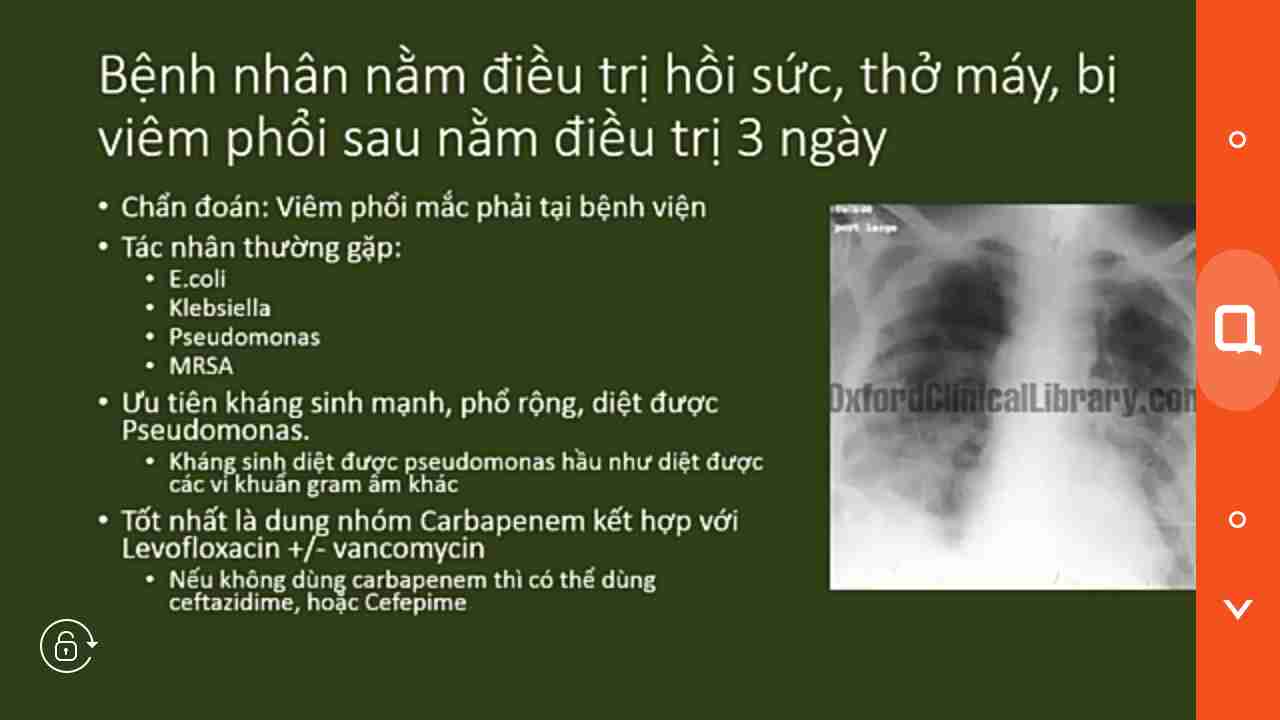 Bệnh nhân nằm điều trị hồi sức, thở máy, bị
viêm phổi sau nằm điều trị 3 ngày
• Chẩn đoán: Viêm phổi mắc phải tại bệnh viện
• Tác nhân thường gặp:
• E.coli
• Klebsiella
• Pseudomonas
• MRSA
• Ưu tiên kháng sinh mạnh, phổ rộng, diệt được
Pseudomonas.
• Kháng sinh diệt được pseudomonas hầu như diệt được
các vi khuẩn gram âm khác
• Tốt nhất là dung nhóm Carbapenem kết hợp với
Levofloxacin +/- vancomycin
• Nếu không dùng carbapenem thì có thể dùng
ceftazidime, hoặc Cefepime
port large
OxfordClinicalLibrary.com